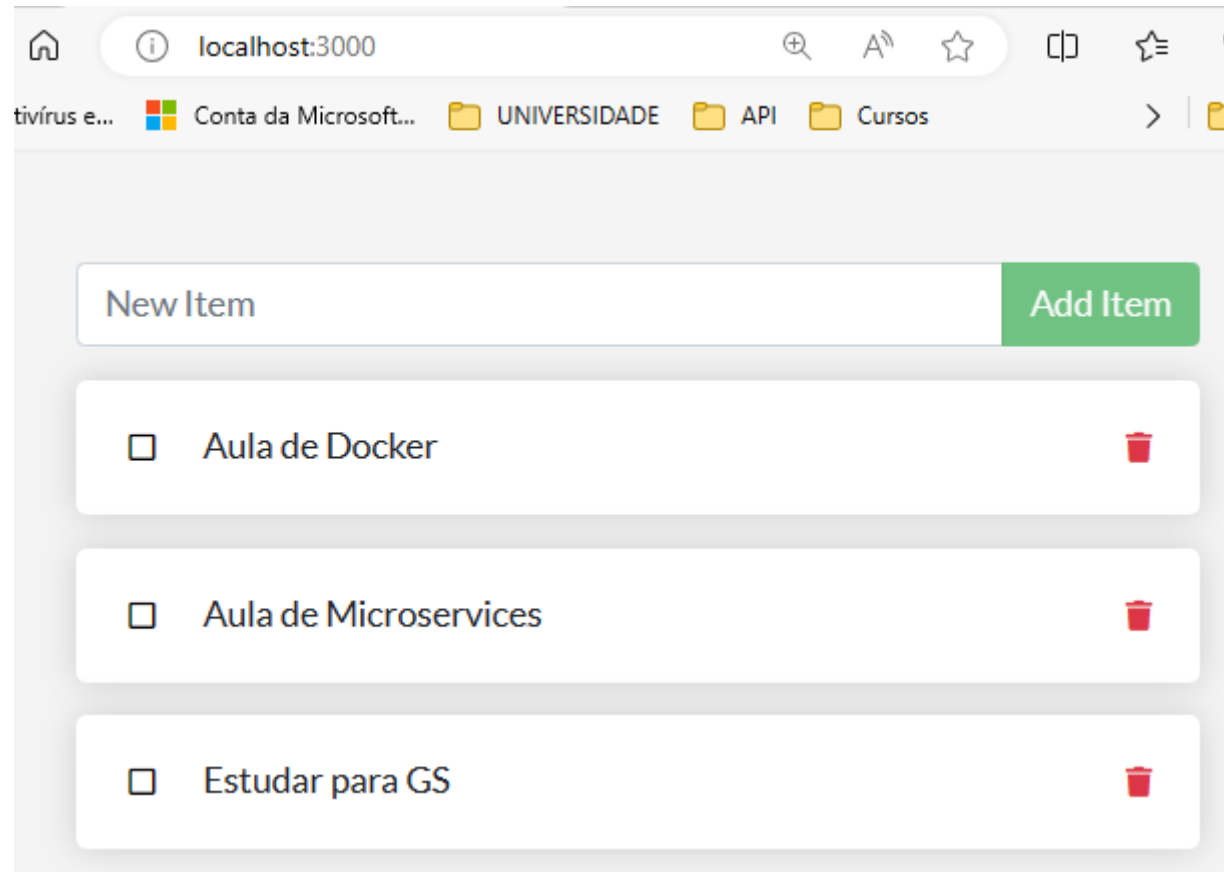 localhost:3000
tivírus e... Conta da Microsoft... UNIVERSIDADE API Cursos
New Item Add Item
Aula de Docker
Aula de Microservices
Estudar para GS